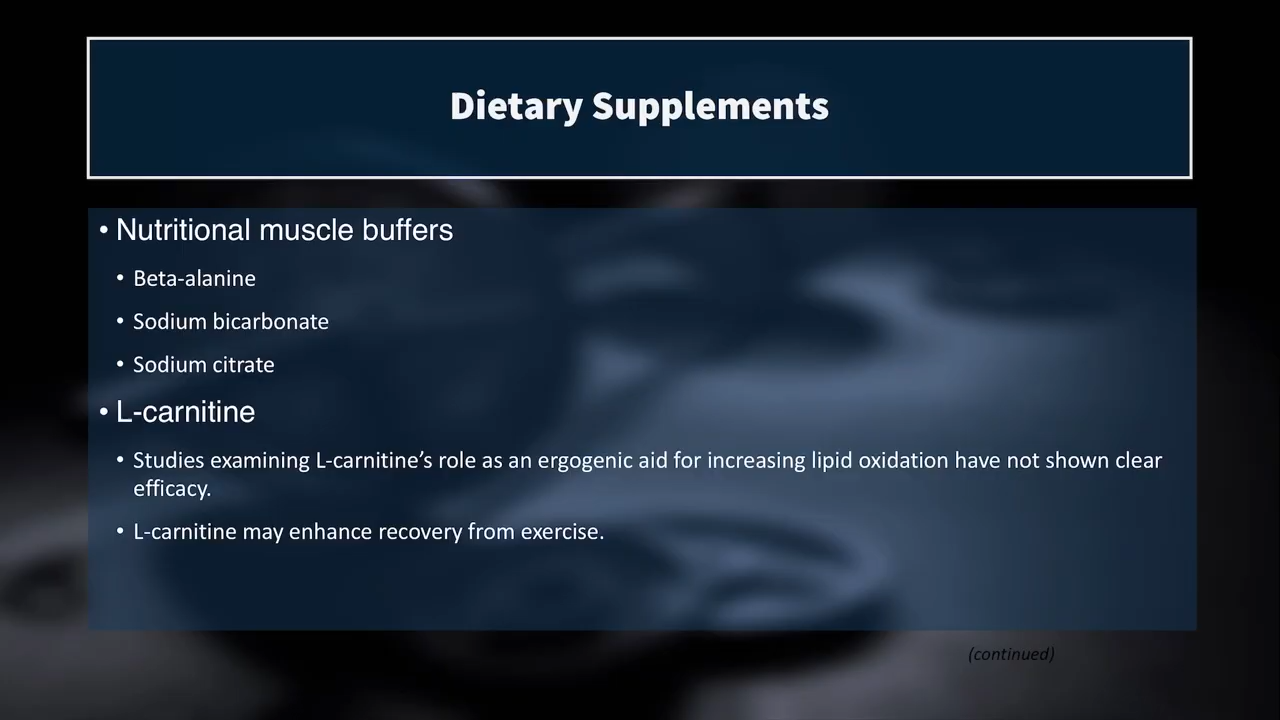 Dietary Supplements
• Nutritional muscle buffers
• Beta-alanine
• Sodium bicarbonate
• Sodium citrate
• L-carnitine
• Studies examining L-carnitine’s role as an ergogenic aid for increasing lipid oxidation have not shown clear
efficacy.
• L-carnitine may enhance recovery from exercise.
(continued)